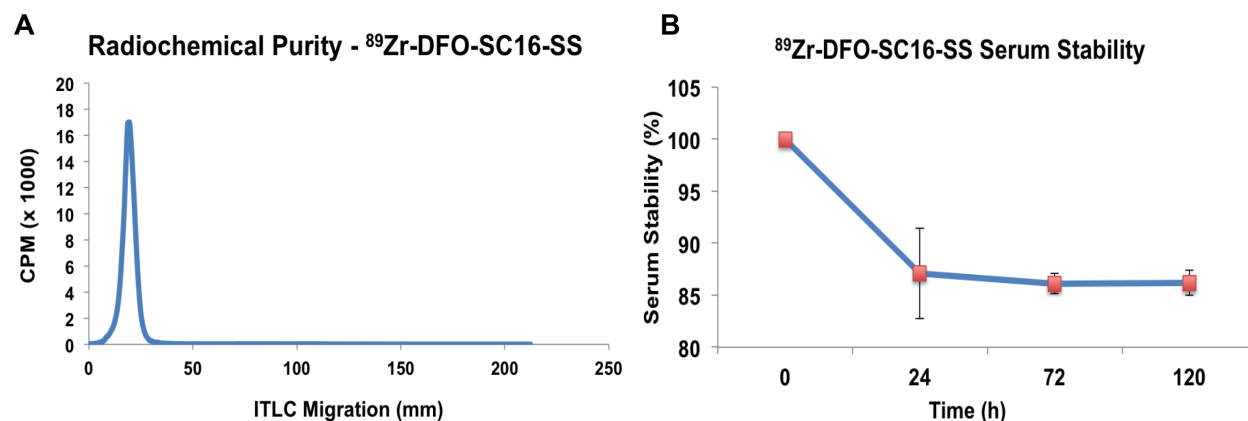 A
Radiochemical Purity - ⁸⁹Zr-DFO-SC16-SS
CPM (x 1000)
20
18
16
14
12
10
8
6
4
2
0
0 50 100 150 200 250
ITLC Migration (mm)
B
⁸⁹Zr-DFO-SC16-SS Serum Stability
Serum Stability (%)
105
100
95
90
85
80
0 24 72 120
Time (h)